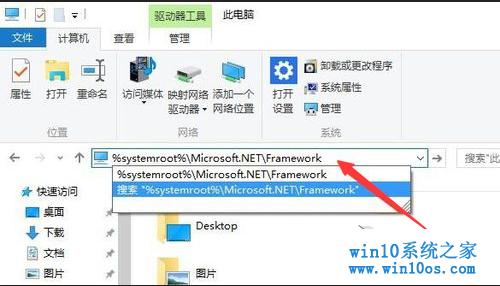 驱动器工具 此电脑
文件 计算机 查看 管理
属性 打开 重命名 访问媒体 映射网络驱动器 添加一个网络位置 打开设置 卸载或更改程序
系统属性
管理
位置 网络 系统
%systemroot%\Microsoft.NET\Framework 搜索"此
%systemroot%\Microsoft.NET\Framework
搜索 "%systemroot%\Microsoft.NET\Framework"
快速访问
桌面
Desktop
下载
文档
图片
图片
win10系统之家
www.win10os.com